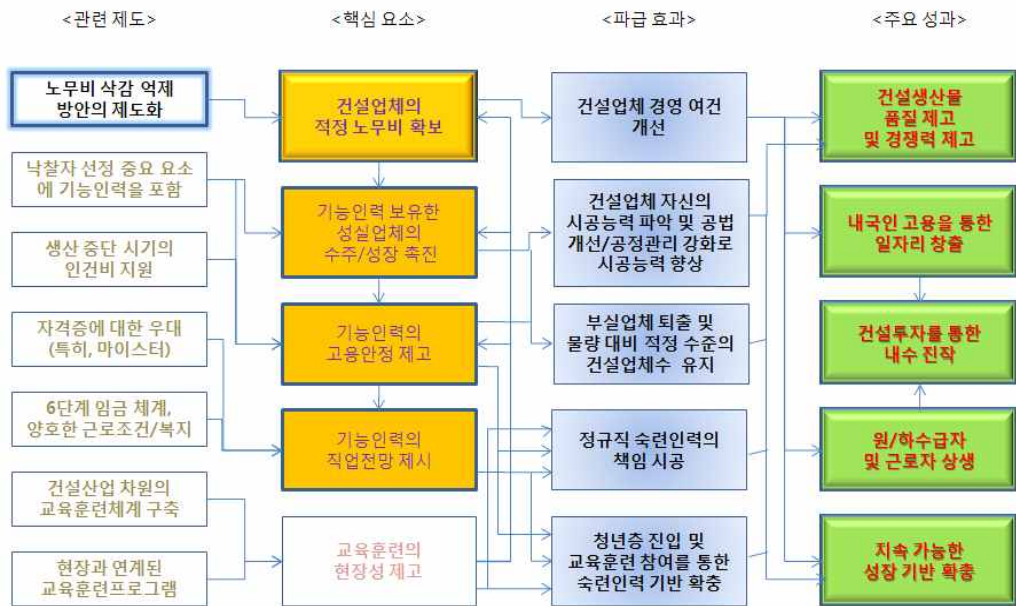 <관련 제도>
<핵심 요소>
<파급 효과>
<주요 성과>
노무비 삭감 억제
방안의 제도화
낙찰자 선정 중요 요소
에 기능인력을 포함
생산 중단 시기의
인건비 지원
자격증에 대한 우대
(특히, 마이스터)
6단계 임금 체계,
양호한 근로조건/복지
건설산업 차원의
교육훈련체계 구축
현장과 연계된
교육훈련프로그램
건설업체의
적정 노무비 확보
기능인력 보유한
성실업체의
수주/성장 촉진
기능인력의
고용안정 제고
기능인력의
직업전망 제시
교육훈련의
현장성 제고
건설업체 경영 여건
개선
건설업체 자신의
시공능력 파악 및 공법
개선/공정관리 강화로
시공능력 향상
부실업체 퇴출 및
물량 대비 적정 수준의
건설업체수 유지
정규직 숙련인력의
책임 시공
청년층 진입 및
교육훈련 참여를 통한
숙련인력 기반 확충
건설생산물
품질 제고
및 경쟁력 제고
내국인 고용을 통한
일자리 창출
건설투자를 통한
내수 진작
원/하수급자
및 근로자 상생
지속 가능한
성장 기반 확충